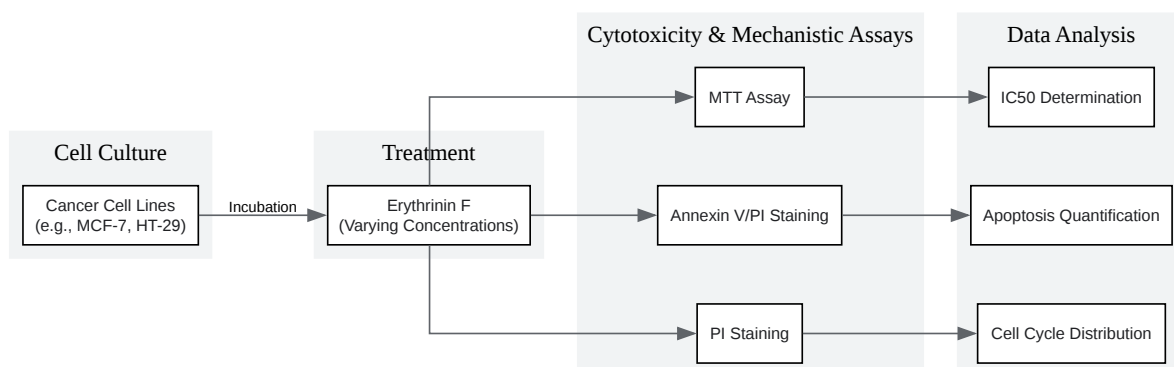 Cytotoxicity & Mechanistic Assays
Data Analysis
MTT Assay
IC50 Determination
Cell Culture
Treatment
Cancer Cell Lines
(e.g., MCF-7, HT-29)
Incubation
Erythrinin F
(Varying Concentrations)
Annexin V/PI Staining
Apoptosis Quantification
PI Staining
Cell Cycle Distribution